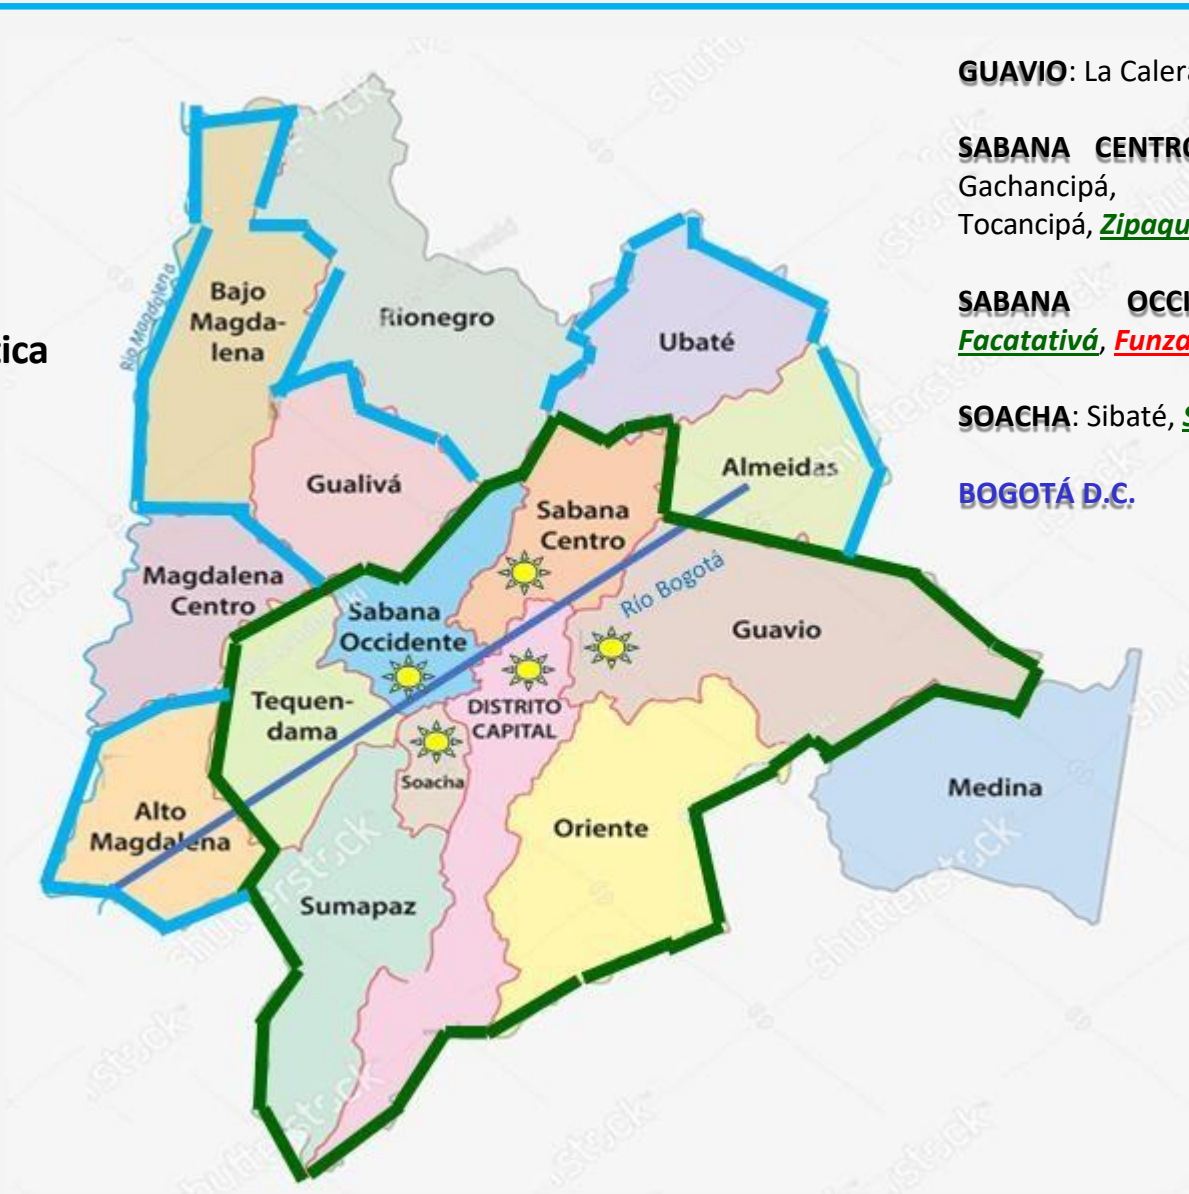 GUAVIO: La Calera
SABANA CENTRO
Gachancipá,
Tocancipá, Zipaqu
SABANA OCCI
Facatativá, Funza
SOACHA: Sibaté,
BOGOTÁ D.C.
tica
Río Magdalena
Bajo
Magda-
lena
Rionegro
Ubaté
Gualivá
Almeidas
Sabana
Centro
Magdalena
Centro
Sabana
Occidente
Río Bogotá
Guavio
Tequen-
dama
DISTRITO
CAPITAL
Soacha
Medina
Alto
Magdalena
Oriente
Sumapaz
shutterstock